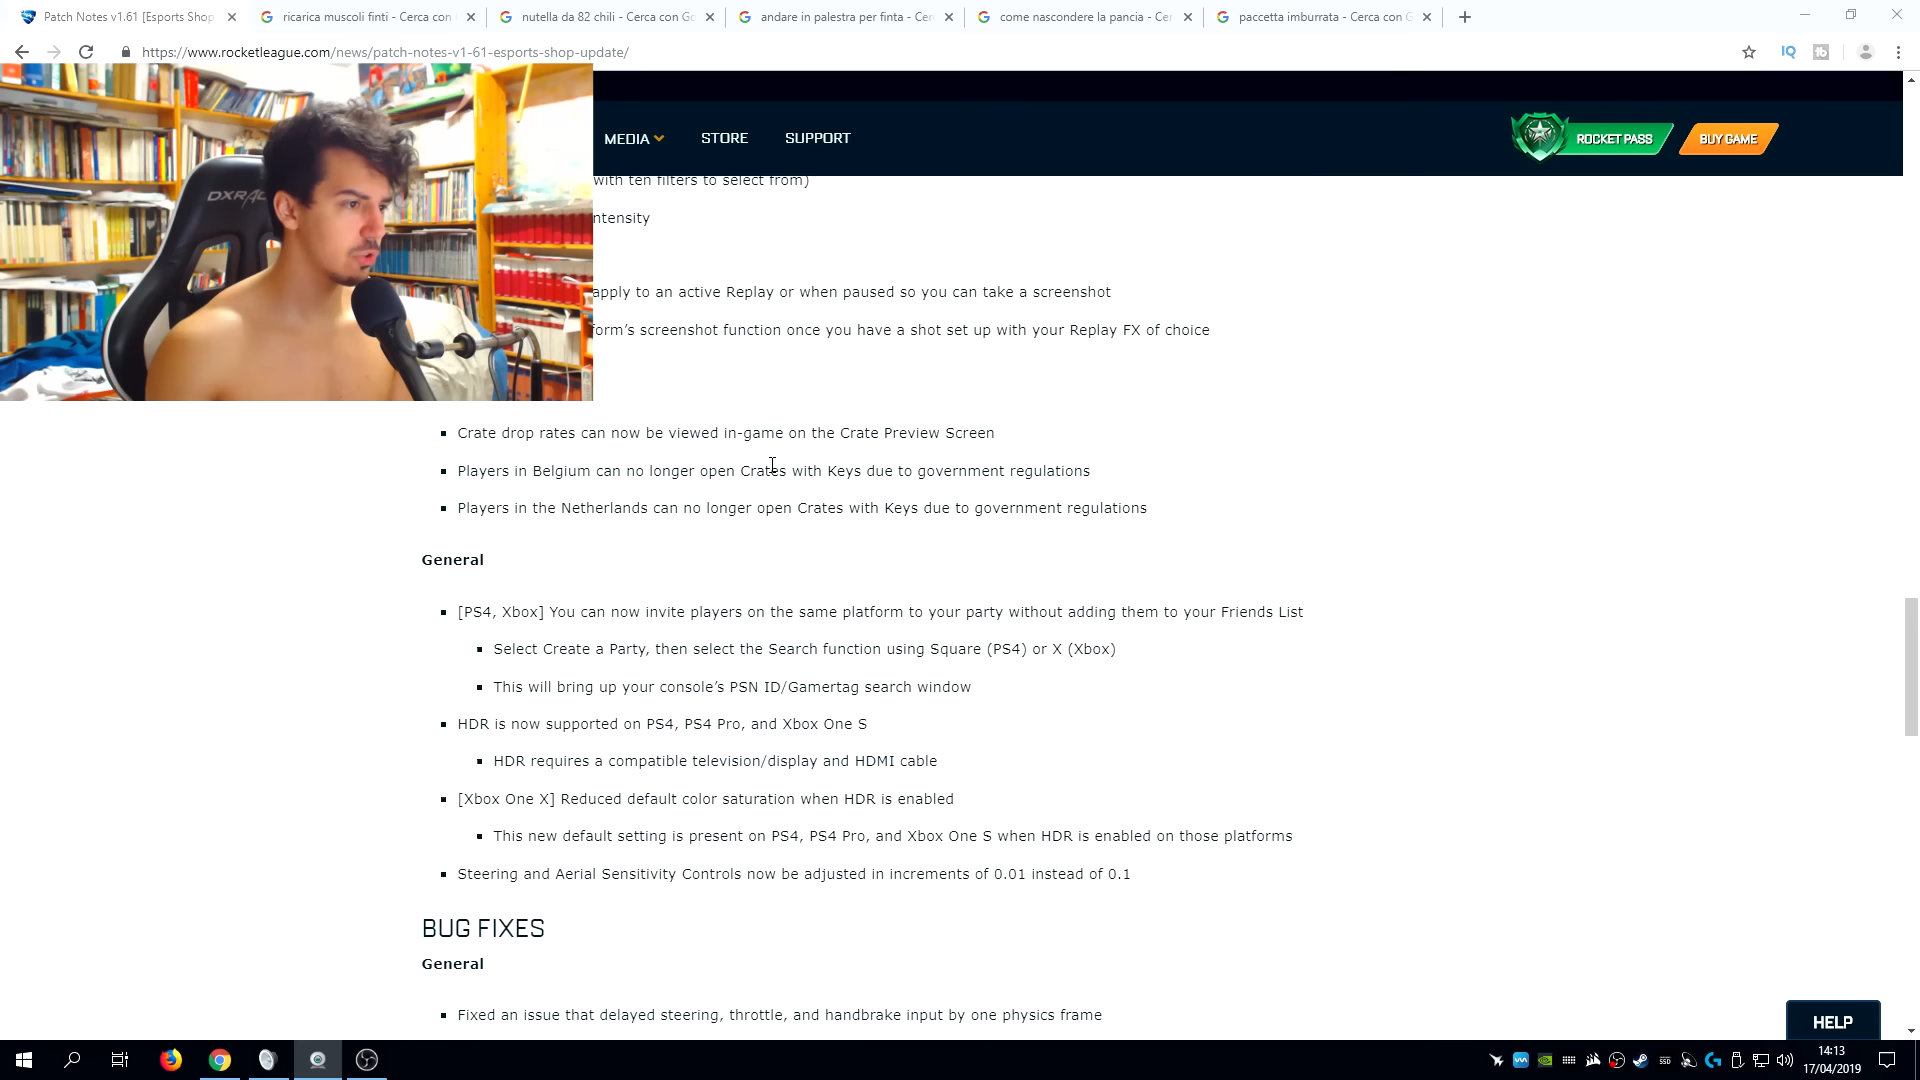 Patch Notes v1.61 [Esports Shop
ricarica muscoli finti - Cerca con
nutella da 82 chili - Cerca con Go
andare in palestra per finta - Cer
come nascondere la pancia - Cer
paccetta imburrata - Cerca con G
https://www.rocketleague.com/news/patch-notes-v1-61-esports-shop-update/
IQ
DXRAC
MEDIA
STORE
SUPPORT
ROCKET PASS
BUY GAME
with ten filters to select from)
ntensity
apply to an active Replay or when paused so you can take a screenshot
form’s screenshot function once you have a shot set up with your Replay FX of choice
Crate drop rates can now be viewed in-game on the Crate Preview Screen
Players in Belgium can no longer open Crates with Keys due to government regulations
Players in the Netherlands can no longer open Crates with Keys due to government regulations
General
[PS4, Xbox] You can now invite players on the same platform to your party without adding them to your Friends List
Select Create a Party, then select the Search function using Square (PS4) or X (Xbox)
This will bring up your console’s PSN ID/Gamertag search window
HDR is now supported on PS4, PS4 Pro, and Xbox One S
HDR requires a compatible television/display and HDMI cable
[Xbox One X] Reduced default color saturation when HDR is enabled
This new default setting is present on PS4, PS4 Pro, and Xbox One S when HDR is enabled on those platforms
Steering and Aerial Sensitivity Controls now be adjusted in increments of 0.01 instead of 0.1
BUG FIXES
General
Fixed an issue that delayed steering, throttle, and handbrake input by one physics frame
HELP
14:13
17/04/2019